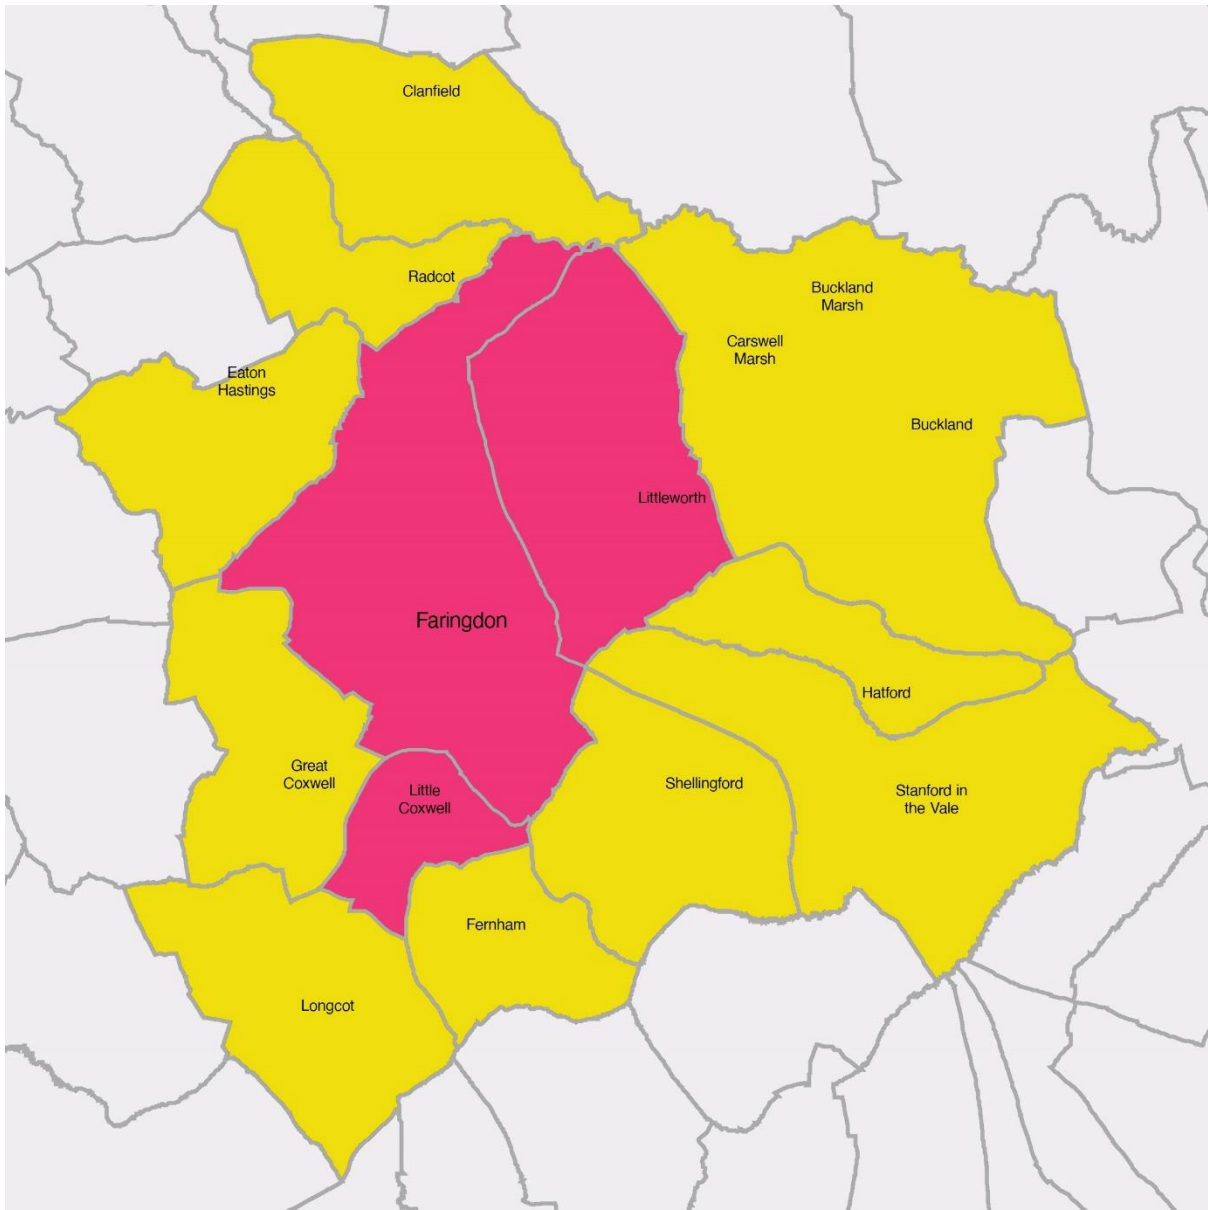 Clanfield
Radcot
Buckland
Marsh
Carswell
Marsh
Eaton
Hastings
Buckland
Littleworth
Faringdon
Hatford
Great
Coxwell
Little
Coxwell
Shellingford
Stanford in
the Vale
Fernham
Longcot